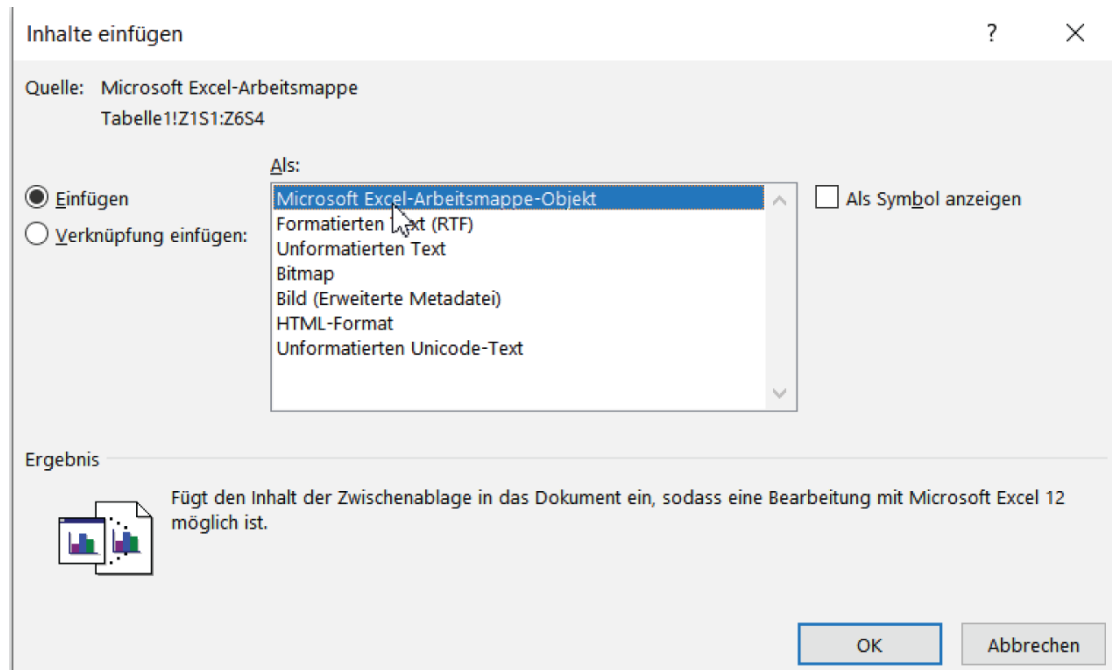 Inhalte einfügen ?
Quelle: Microsoft Excel-Arbeitsmappe
Tabelle1!Z1S1:Z6S4
Als:
Einfügen
Verknüpfung einfügen:
Microsoft Excel-Arbeitsmappe-Objekt
Formatierten Text (RTF)
Unformatierten Text
Bitmap
Bild (Erweiterte Metadatei)
HTML-Format
Unformatierten Unicode-Text
Als Symbol anzeigen
Ergebnis
Fügt den Inhalt der Zwischenablage in das Dokument ein, sodass eine Bearbeitung mit Microsoft Excel 12
möglich ist.
OK
Abbrechen